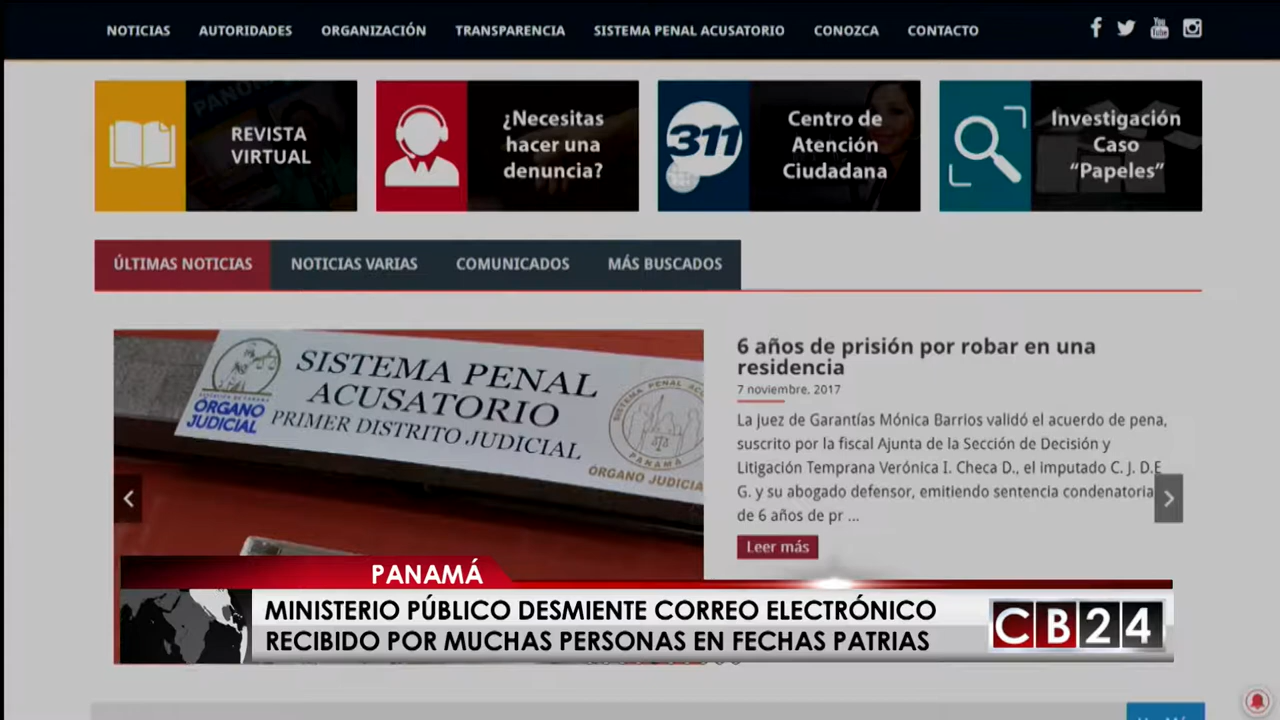 NOTICIAS AUTORIDADES ORGANIZACIÓN TRANSPARENCIA SISTEMA PENAL ACUSATORIO CONOZCA CONTACTO
You
REVISTA
VIRTUAL
¿Necesitas
hacer una
denuncia?
311
Centro de
Atención
Ciudadana
Investigación
Caso
“Papeles”
ÚLTIMAS NOTICIAS NOTICIAS VARIAS COMUNICADOS MÁS BUSCADOS
SISTEMA PENAL
ACUSATORIO
PRIMER DISTRITO JUDICIAL
ÓRGANO
JUDICIAL
PANAMÁ
ÓRGANO JUDICIAL
6 años de prisión por robar en una
residencia
7 noviembre, 2017
La juez de Garantías Mónica Barrios validó el acuerdo de pena,
suscrito por la fiscal Ajunta de la Sección de Decisión y
Litigación Temprana Verónica I. Checa D., el imputado C. J. D.E
G. y su abogado defensor, emitiendo sentencia condenatoria
de 6 años de pr ...
Leer más
PANAMÁ
MINISTERIO PÚBLICO DESMIENTE CORREO ELECTRÓNICO
RECIBIDO POR MUCHAS PERSONAS EN FECHAS PATRIAS
CB24